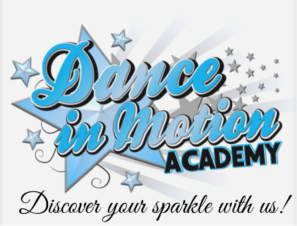 Dance
in Motion
ACADEMY
Discover your sparkle with us!